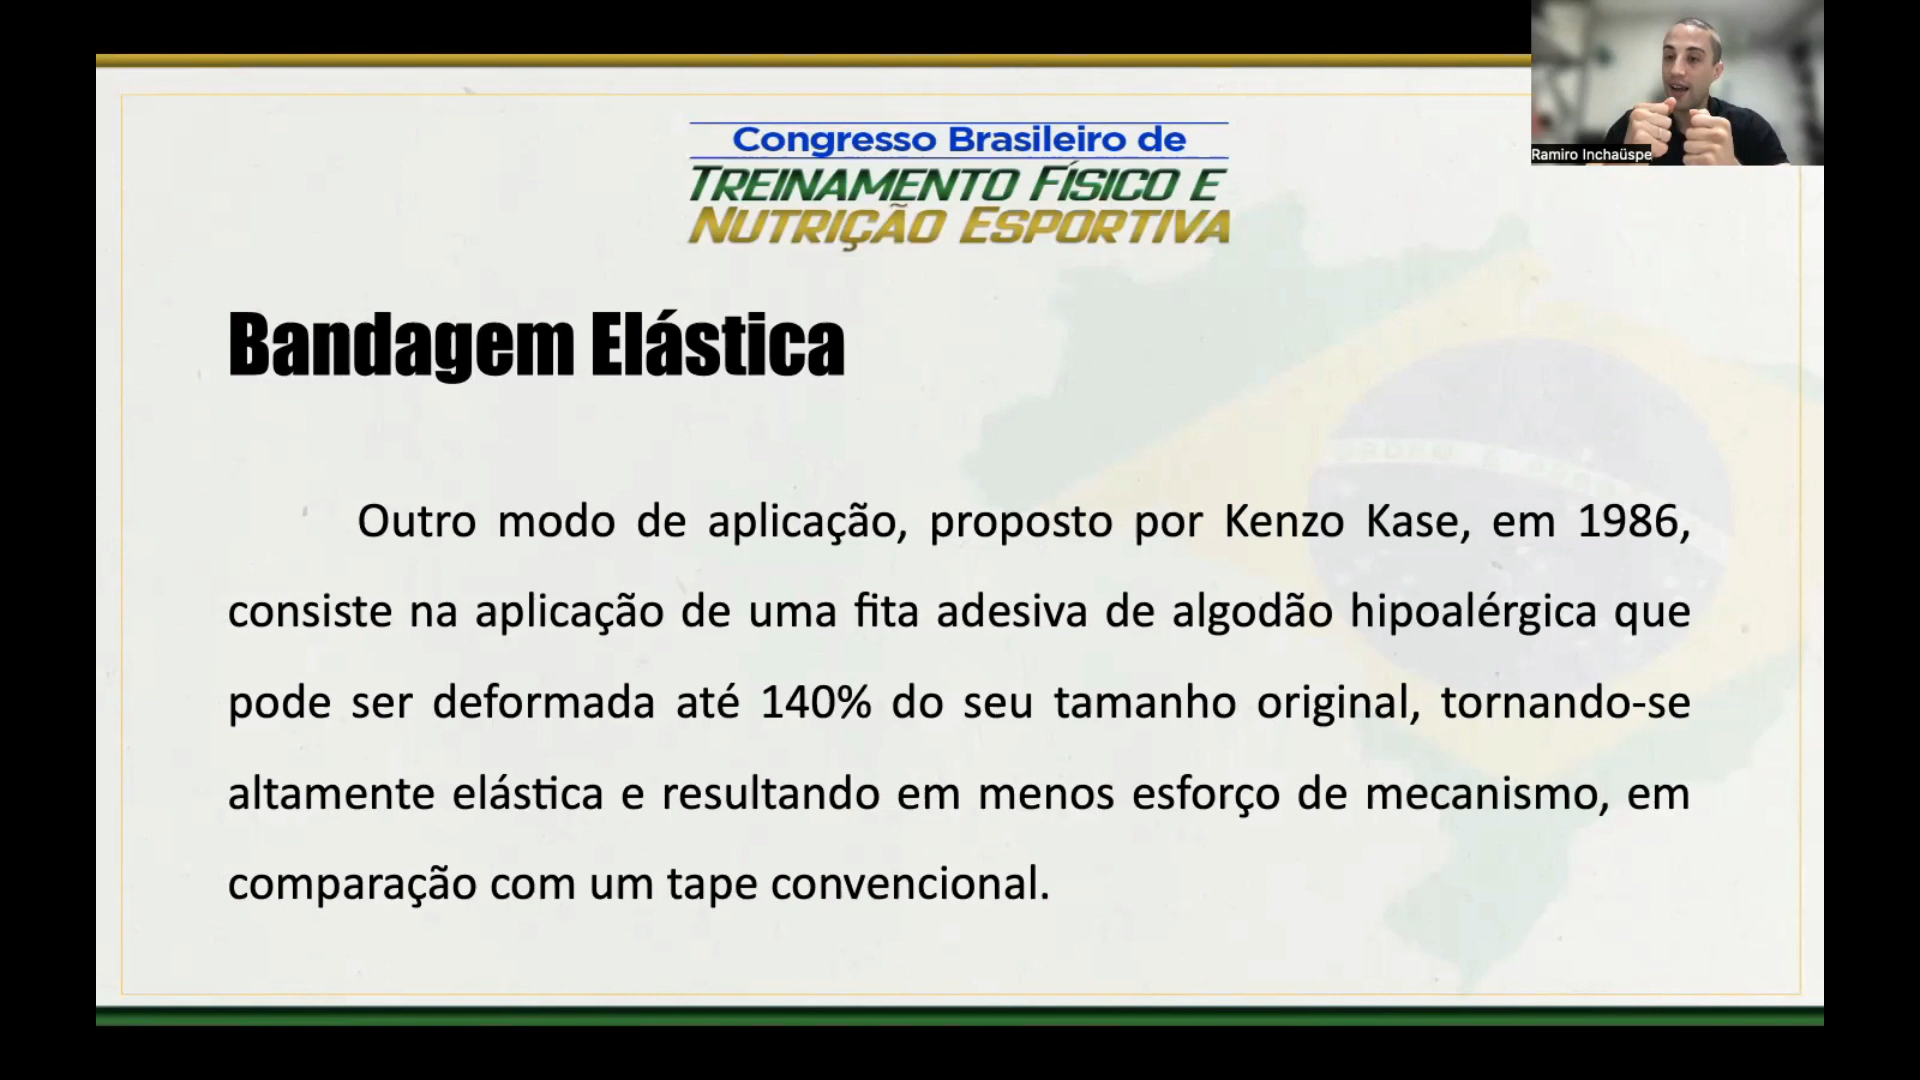 Ramiro Inchaüspe
Congresso Brasileiro de
TREINAMENTO FÍSICO E
NUTRIÇÃO ESPORTIVA
Bandagem Elástica
Outro modo de aplicação, proposto por Kenzo Kase, em 1986,
consiste na aplicação de uma fita adesiva de algodão hipoalérgica que
pode ser deformada até 140% do seu tamanho original, tornando-se
altamente elástica e resultando em menos esforço de mecanismo, em
comparação com um tape convencional.